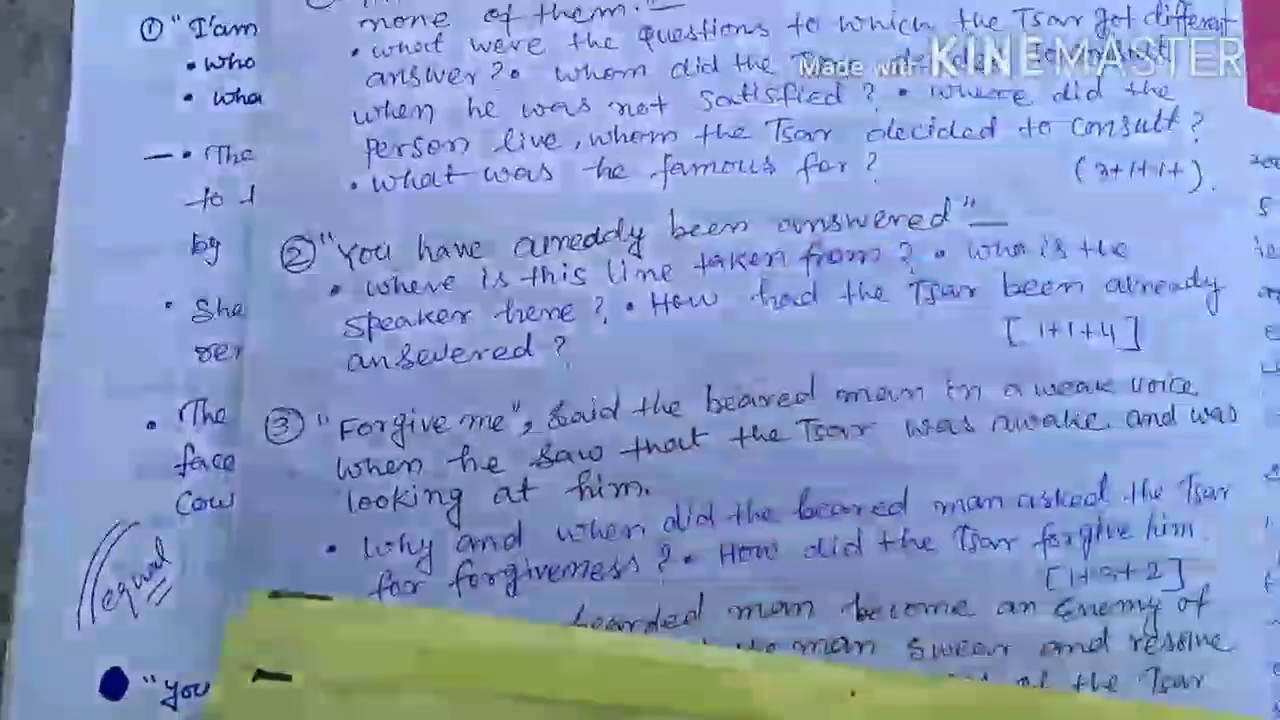 ① "I'am
• who
• wha
— • The
to t
by
• She
ser
• The
face
Cow
equal
"you
none of them." —
• what were the questions to which the Tsar got different
answer? • whom did the
when he was not satisfied? • where did the
person live, whom the Tsar decided to consult?
• what was he famous for?
Made with KINEMASTER
② "You have arreddy been answered" —
• where is this line taken from? • who is the
speaker here? • How had the Tsar been already
answered?
[1+1+4]
③ "Forgive me", said the beared man in a weak voice
when he saw that the Tsar was awake and was
looking at him.
• Why and when did the beared man asked the Tsar
for forgiveness? • How did the Tsar forgive him.
bearded man become an Enemy of
man swear and
the Tsar